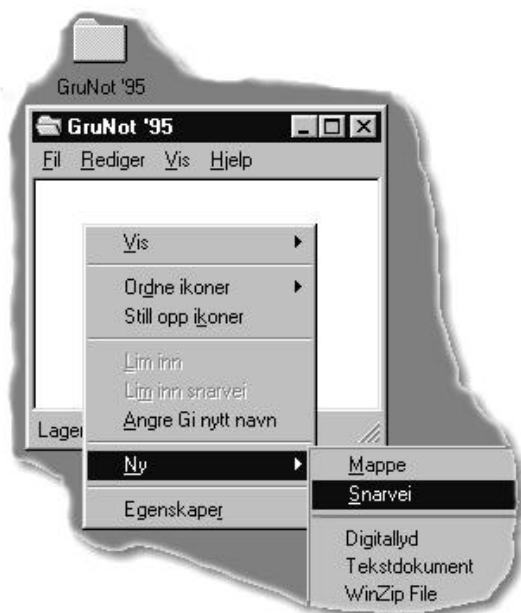 GruNot '95
GruNot '95
Fil Rediger Vis Hjelp
Vis
Ordne ikoner
Still opp ikoner
Lim inn
Lim inn snarvei
Angre Gi nytt navn
Lager
Ny
Egenskaper
Mappe
Snarvei
Digitallyd
Tekstdokument
WinZip File